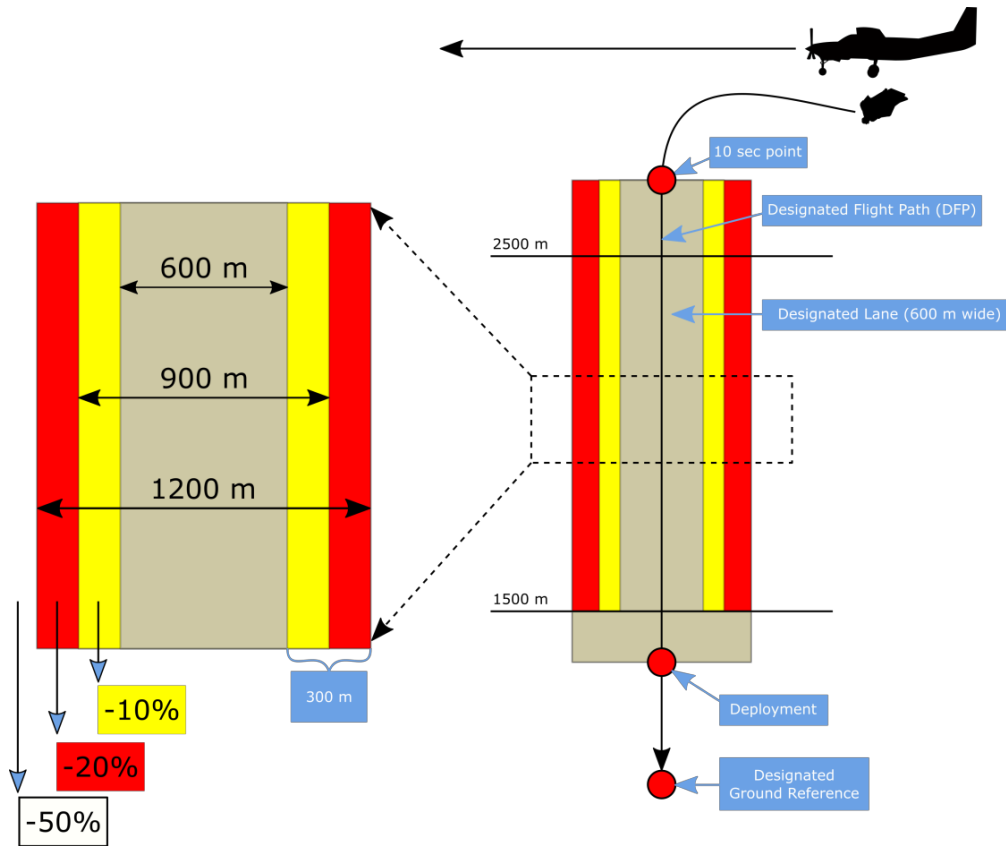 10 sec point
Designated Flight Path (DFP)
2500 m
600 m
Designated Lane (600 m wide)
900 m
1200 m
1500 m
300 m
-10%
-20%
-50%
Deployment
Designated
Ground Reference